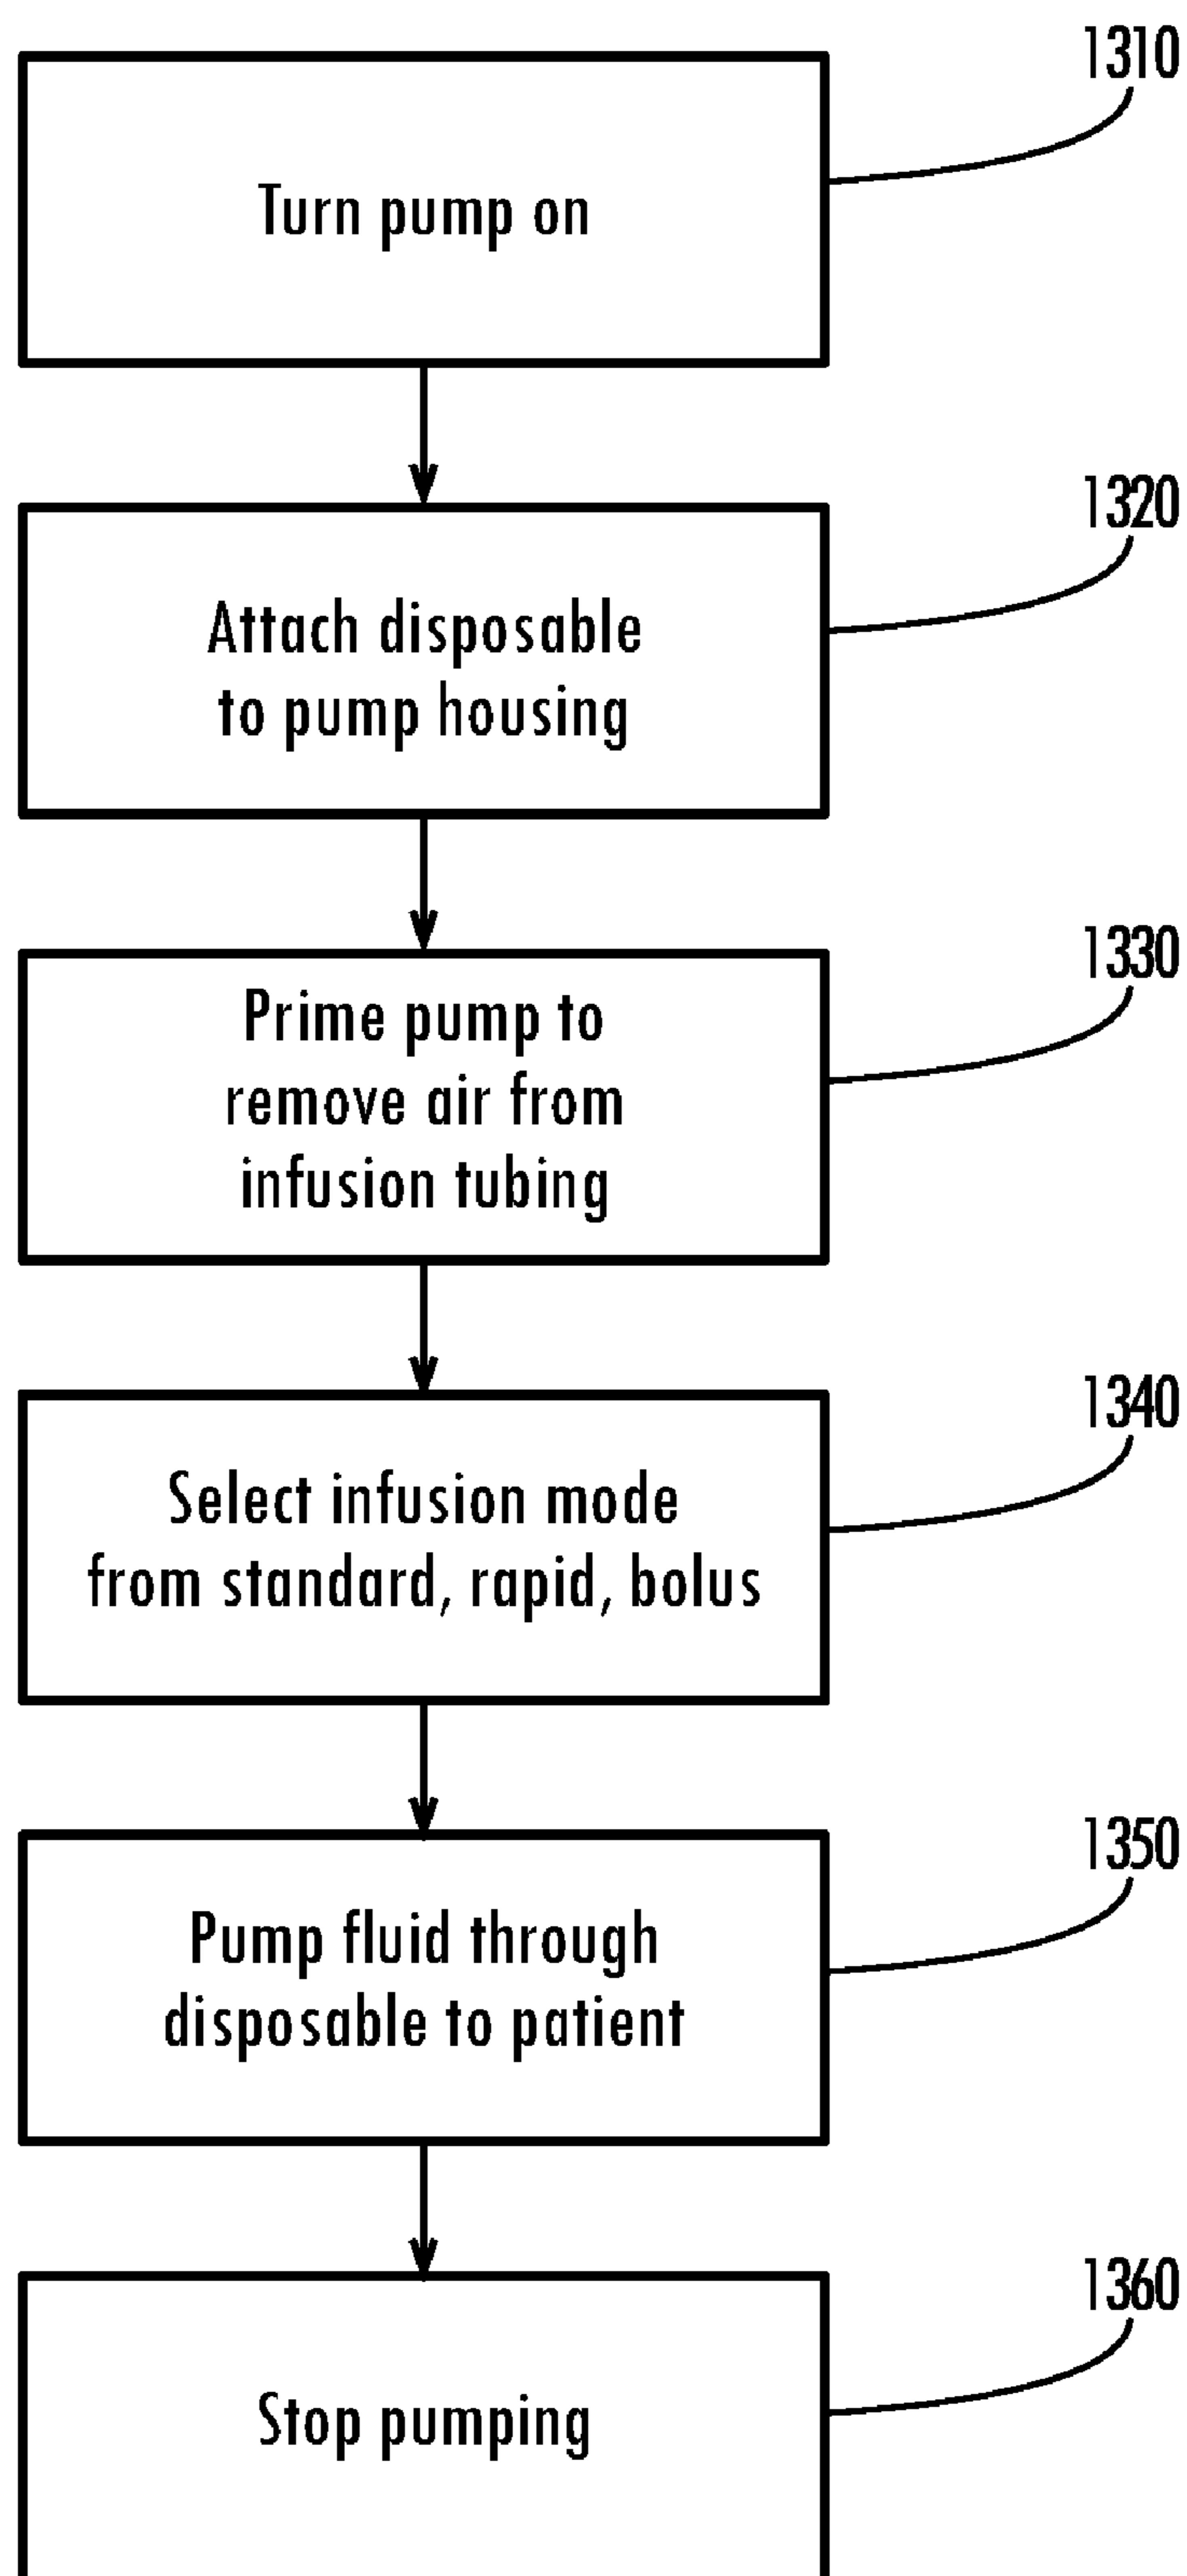 1310
Turn pump on
1320
Attach disposable
to pump housing
1330
Prime pump to
remove air from
infusion tubing
1340
Select infusion mode
from standard, rapid, bolus
1350
Pump fluid through
disposable to patient
1360
Stop pumping